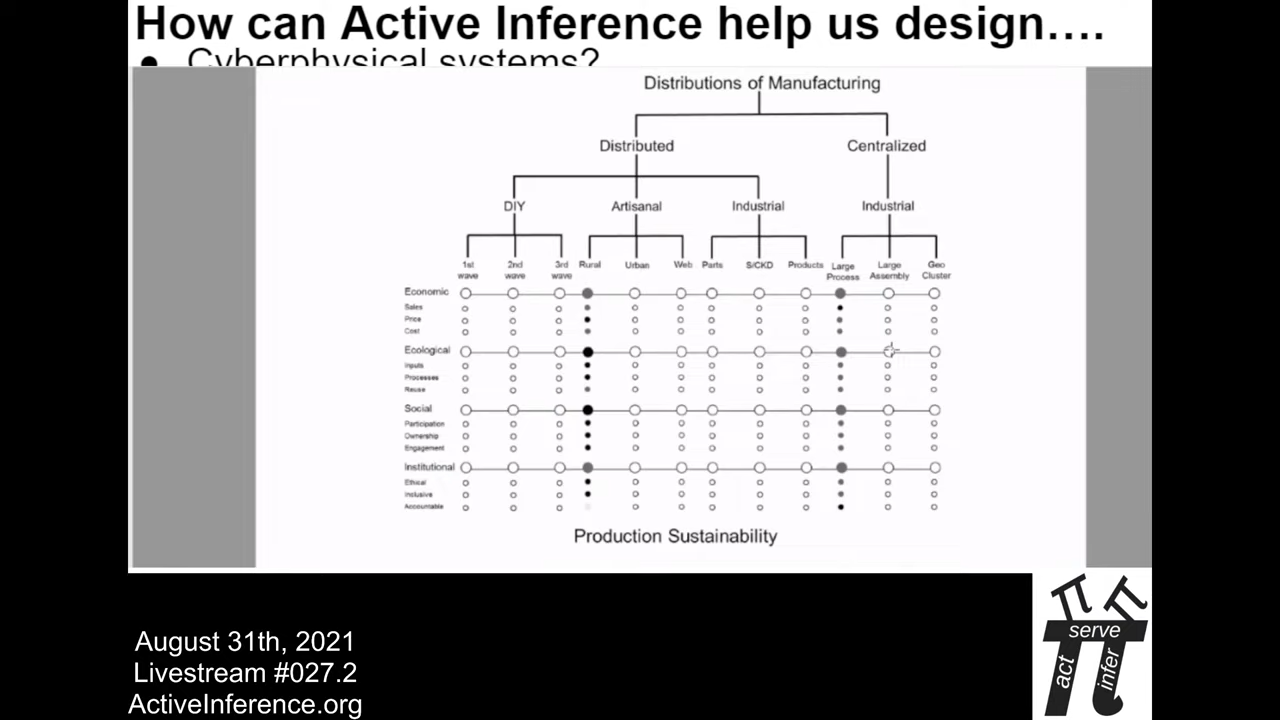 How can Active Inference help us design….
● Cyberphysical systems?
Distributions of Manufacturing
Distributed Centralized
DIY Artisanal Industrial Industrial
1st wave 2nd wave 3rd wave Rural Urban Web Parts S/CKD Products Large Process Large Assembly Geo Cluster
Economic
Sales
Price
Cost
Ecological
Inputs
Processes
Reuse
Social
Participation
Ownership
Engagement
Institutional
Ethical
Inclusive
Accountable
Production Sustainability
August 31th, 2021
Livestream #027.2
ActiveInference.org
serve
act
infer